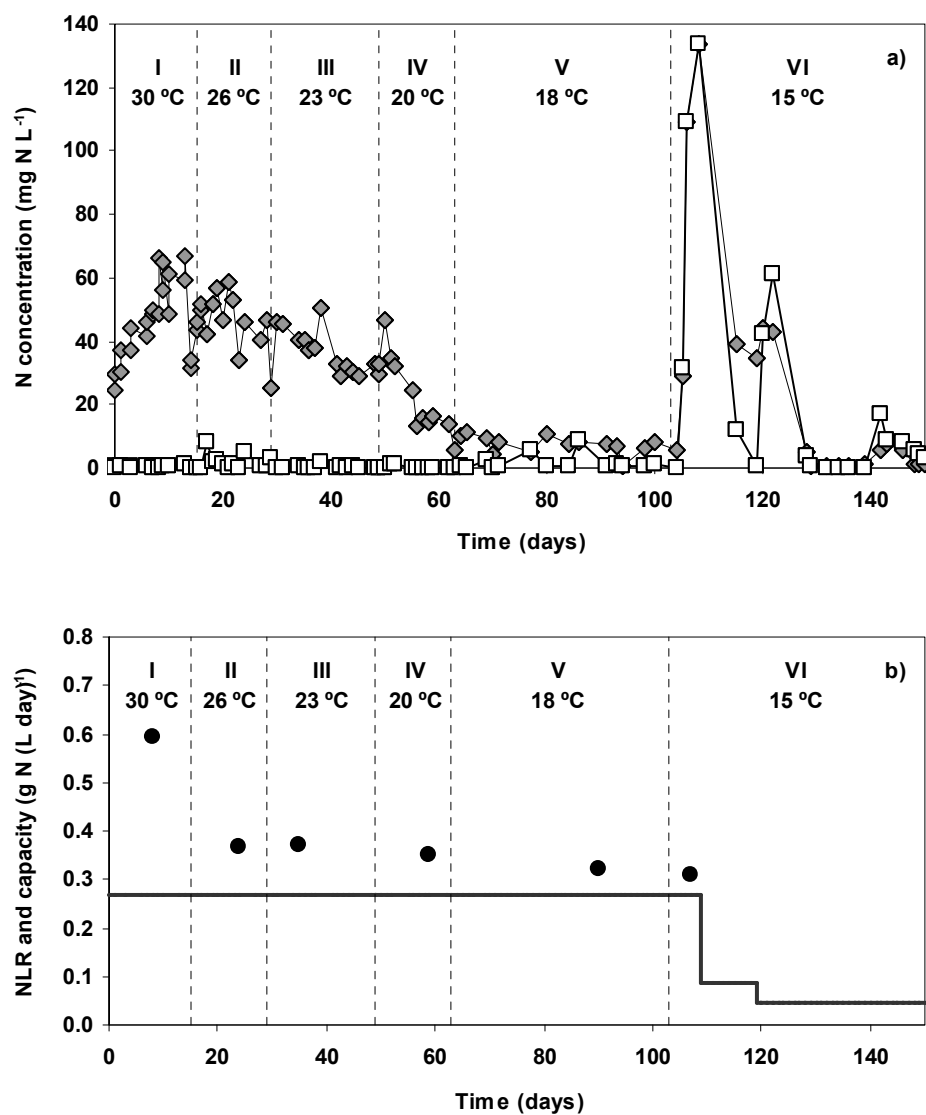 140
120
100
80
60
40
20
0
N concentration (mg N L-1)
I II III IV V VI a)
30 ºC 26 ºC 23 ºC 20 ºC 18 ºC 15 ºC
0 20 40 60 80 100 120 140
Time (days)
0.8
0.7
0.6
0.5
0.4
0.3
0.2
0.1
0.0
NLR and capacity (g N (L day)-1)
I II III IV V VI b)
30 ºC 26 ºC 23 ºC 20 ºC 18 ºC 15 ºC
0 20 40 60 80 100 120 140
Time (days)